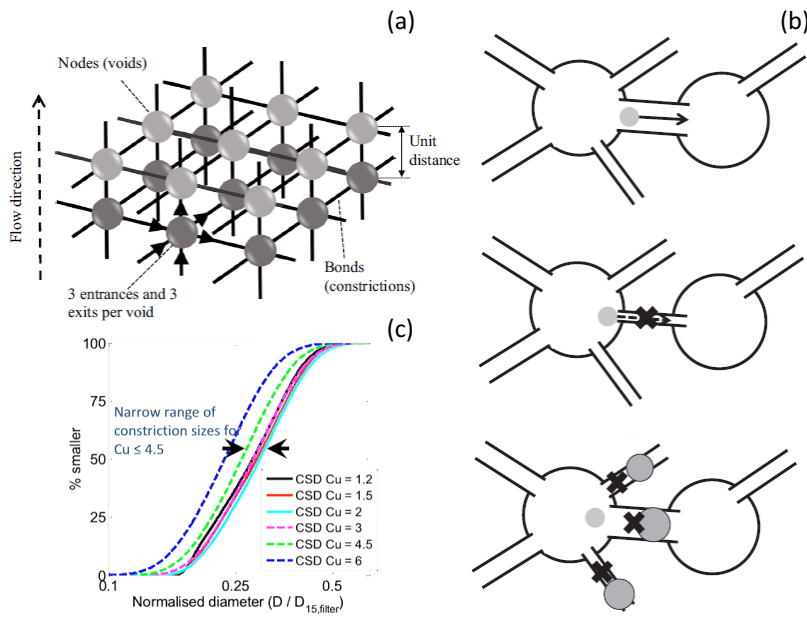 (a)
Nodes (voids)
Flow direction
Unit
distance
Bonds
(constrictions)
3 entrances and 3
exits per void
(b)
(c)
% smaller
100
75
50
25
0
Narrow range of
constriction sizes for
Cu ≤ 4.5
CSD Cu = 1.2
CSD Cu = 1.5
CSD Cu = 2
CSD Cu = 3
CSD Cu = 4.5
CSD Cu = 6
0.1 0.25 0.5
Normalised diameter (D / D15,filter)